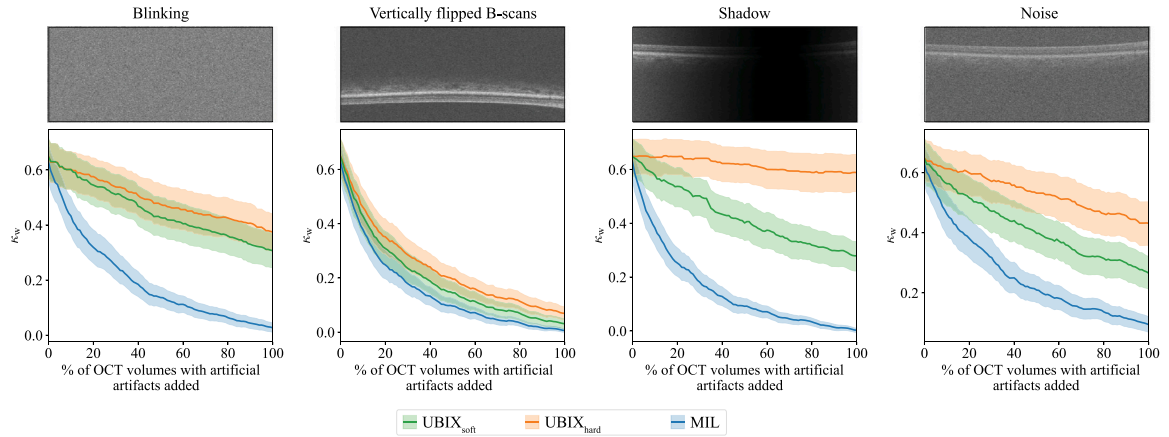 Blinking
Vertically flipped B-scans
Shadow
Noise
0.6
0.4
0.2
0.0
κw
0 20 40 60 80 100
% of OCT volumes with artificial
artifacts added
0.6
0.4
0.2
0.0
κw
0 20 40 60 80 100
% of OCT volumes with artificial
artifacts added
0.6
0.4
0.2
0.0
κw
0 20 40 60 80 100
% of OCT volumes with artificial
artifacts added
0.6
0.4
0.2
κw
0 20 40 60 80 100
% of OCT volumes with artificial
artifacts added
UBIXsoft UBIXhard MIL